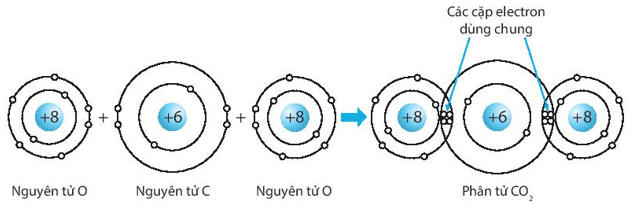 Các cặp electron
dùng chung
+8 + +6 + +8 +8 +6 +8
Nguyên tử O Nguyên tử C Nguyên tử O Phân tử CO₂